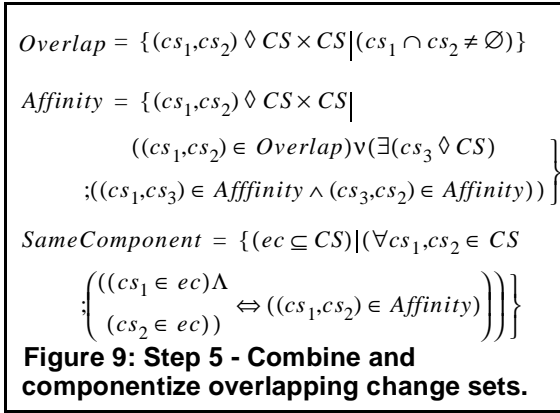 Overlap = {(cs₁,cs₂) ◊ CS × CS|(cs₁ ∩ cs₂ ≠ ∅)}
Affinity = {(cs₁,cs₂) ◊ CS × CS|
((cs₁,cs₂) ∈ Overlap)ν(∃(cs₃ ◊ CS)
;((cs₁,cs₃) ∈ Afffinity ∧ (cs₃,cs₂) ∈ Affinity))}
SameComponent = {(ec ⊆ CS)|(∀cs₁,cs₂ ∈ CS
;(((cs₁ ∈ ec)Λ
(cs₂ ∈ ec)) ⇔ ((cs₁,cs₂) ∈ Affinity)))}
Figure 9: Step 5 - Combine and
componentize overlapping change sets.